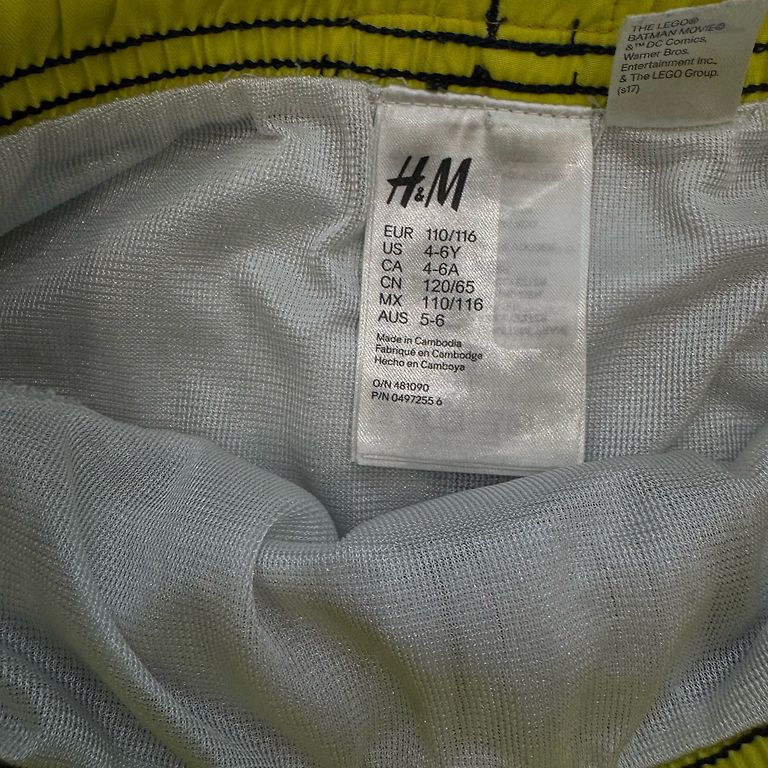 THE LEGO®
BATMAN MOVIE©
&™ DC Comics,
Warner Bros.
Entertainment Inc.,
& The LEGO Group.
(s17)
H&M
EUR 110/116
US 4-6Y
CA 4-6A
CN 120/65
MX 110/116
AUS 5-6
Made in Cambodia
Fabriqué en Cambodge
Hecho en Camboya
O/N 481090
P/N 0497255 6